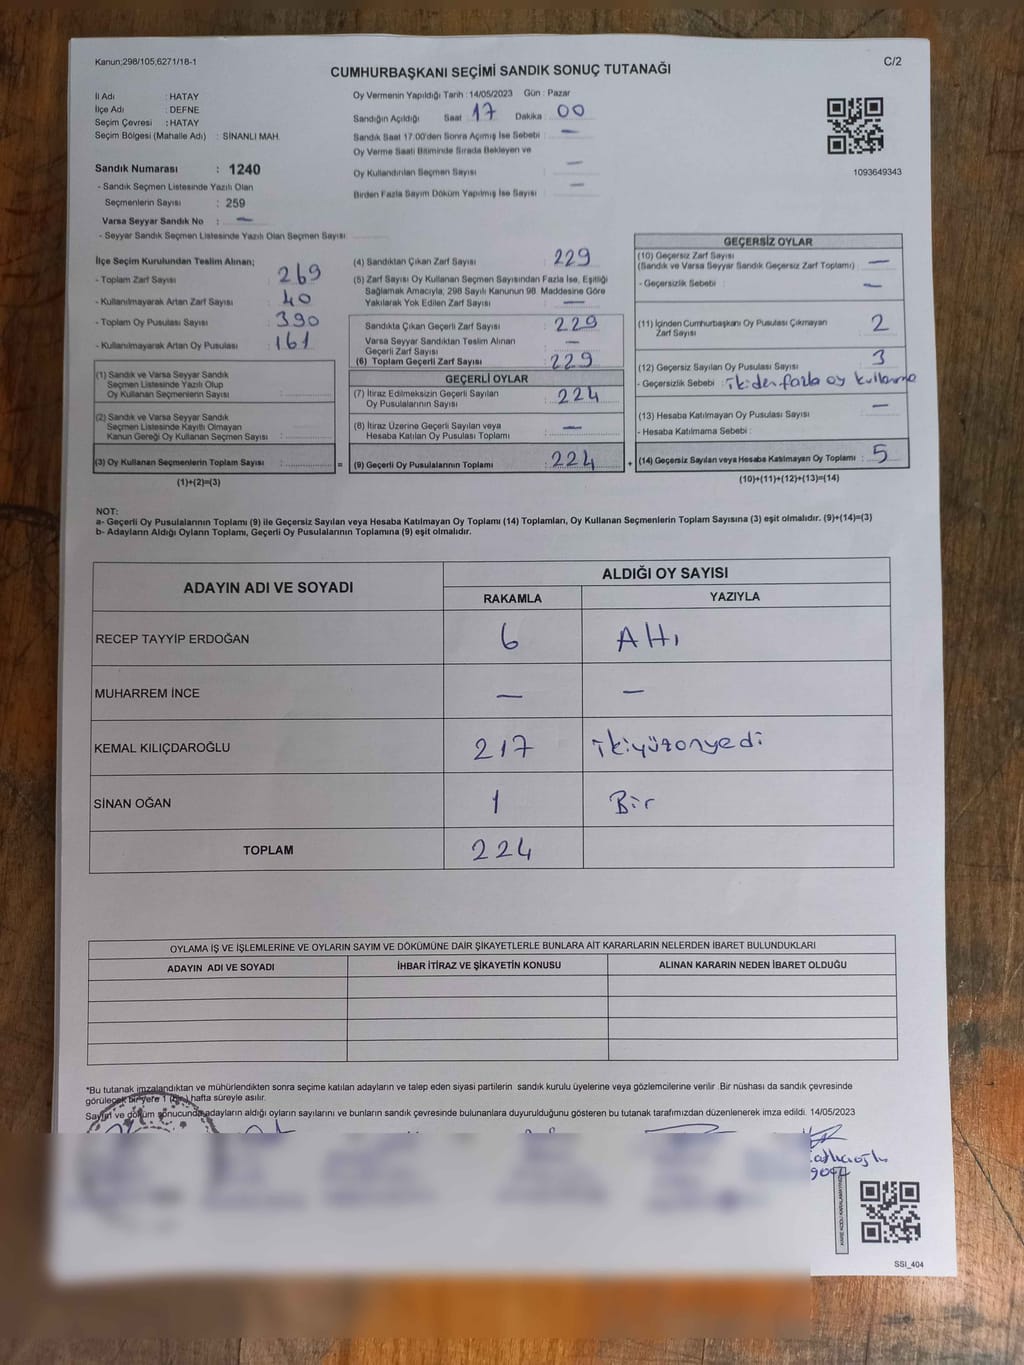 Kanun;298/105,6271/18-1
C/2
CUMHURBAŞKANI SEÇİMİ SANDIK SONUÇ TUTANAĞI
İl Adı : HATAY
İlçe Adı : DEFNE
Seçim Çevresi : HATAY
Seçim Bölgesi (Mahalle Adı) : SİNANLI MAH.
Sandık Numarası : 1240
- Sandık Seçmen Listesinde Yazılı Olan
Seçmenlerin Sayısı : 259
Varsa Seyyar Sandık No : —
- Seyyar Sandık Seçmen Listesinde Yazılı Olan Seçmen Sayısı:
Oy Vermenin Yapıldığı Tarih : 14/05/2023 Gün : Pazar
Sandığın Açıldığı Saat : 17 Dakika : 00
Sandık Saat 17.00'den Sonra Açımış İse Sebebi : —
Oy Verme Saati Bitiminde Sırada Bekleyen ve
Oy Kullandırılan Seçmen Sayısı : —
Birden Fazla Sayım Döküm Yapılmış İse Sayısı : —
1093649343
İlçe Seçim Kurulundan Teslim Alınan;
- Toplam Zarf Sayısı : 269
- Kullanılmayarak Artan Zarf Sayısı : 40
- Toplam Oy Pusulası Sayısı : 390
- Kullanılmayarak Artan Oy Pusulası : 161
(1) Sandık ve Varsa Seyyar Sandık
Seçmen Listesinde Yazılı Olup
Oy Kullanan Seçmenlerin Sayısı :
(2) Sandık ve Varsa Seyyar Sandık
Seçmen Listesinde Kayıtlı Olmayan
Kanun Gereği Oy Kullanan Seçmen Sayısı :
(3) Oy Kullanan Seçmenlerin Toplam Sayısı :
(1)+(2)=(3)
(4) Sandıktan Çıkan Zarf Sayısı : 229
(5) Zarf Sayısı Oy Kullanan Seçmen Sayısından Fazla İse, Eşitliği
Sağlamak Amacıyla, 298 Sayılı Kanunun 98. Maddesine Göre
Yakılarak Yok Edilen Zarf Sayısı : —
Sandıkta Çıkan Geçerli Zarf Sayısı : 229
Varsa Seyyar Sandıktan Teslim Alınan
Geçerli Zarf Sayısı : —
(6) Toplam Geçerli Zarf Sayısı : 229
GEÇERLİ OYLAR
(7) İtiraz Edilmeksizin Geçerli Sayılan
Oy Pusulalarının Sayısı : 224
(8) İtiraz Üzerine Geçerli Sayılan veya
Hesaba Katılan Oy Pusulası Toplamı : —
= (9) Geçerli Oy Pusulalarının Toplamı : 224 +
GEÇERSİZ OYLAR
(10) Geçersiz Zarf Sayısı
(Sandık ve Varsa Seyyar Sandık Geçersiz Zarf Toplamı) : —
- Geçersizlik Sebebi : —
(11) İçinden Cumhurbaşkanı Oy Pusulası Çıkmayan
Zarf Sayısı : 2
(12) Geçersiz Sayılan Oy Pusulası Sayısı : 3
- Geçersizlik Sebebi : ikiden fazla oy kullanma
(13) Hesaba Katılmayan Oy Pusulası Sayısı : —
- Hesaba Katılmama Sebebi :
(14) Geçersiz Sayılan veya Hesaba Katılmayan Oy Toplamı : 5
(10)+(11)+(12)+(13)=(14)
NOT:
a- Geçerli Oy Pusulalarının Toplamı (9) ile Geçersiz Sayılan veya Hesaba Katılmayan Oy Toplamı (14) Toplamları, Oy Kullanan Seçmenlerin Toplam Sayısına (3) eşit olmalıdır. (9)+(14)=(3)
b- Adayların Aldığı Oyların Toplamı, Geçerli Oy Pusulalarının Toplamına (9) eşit olmalıdır.
ADAYIN ADI VE SOYADI
ALDIĞI OY SAYISI
RAKAMLA YAZIYLA
RECEP TAYYİP ERDOĞAN 6 Altı
MUHARREM İNCE — —
KEMAL KILIÇDAROĞLU 217 ikiyüzonyedi
SİNAN OĞAN 1 Bir
TOPLAM 224
OYLAMA İŞ VE İŞLEMLERİNE VE OYLARIN SAYIM VE DÖKÜMÜNE DAİR ŞİKAYETLERLE BUNLARA AİT KARARLARIN NELERDEN İBARET BULUNDUKLARI
ADAYIN ADI VE SOYADI İHBAR İTİRAZ VE ŞİKAYETİN KONUSU ALINAN KARARIN NEDEN İBARET OLDUĞU
*Bu tutanak imzalandıktan ve mühürlendikten sonra seçime katılan adayların ve talep eden siyasi partilerin sandık kurulu üyelerine veya gözlemcilerine verilir .Bir nüshası da sandık çevresinde
görülecek bir yere 1 (Bir) hafta süreyle asılır.
Sayım ve döküm sonucunda adayların aldığı oyların sayılarını ve bunların sandık çevresinde bulunanlara duyurulduğunu gösteren bu tutanak tarafımızdan düzenlenerek imza edildi. 14/05/2023
SSI_404